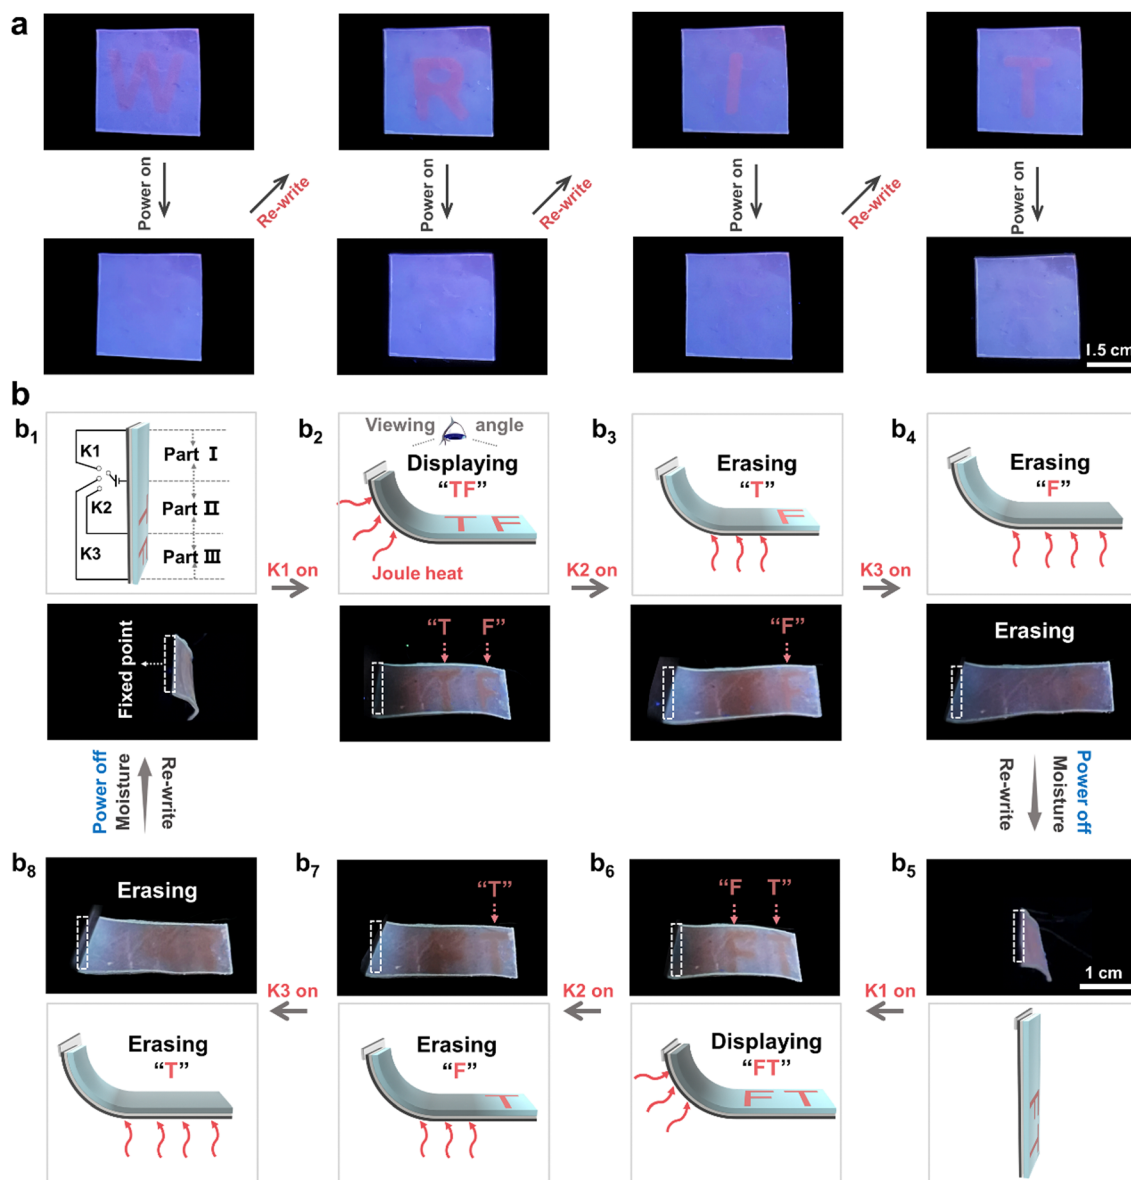 a
W
R
I
T
Power on
Re-write
Power on
Re-write
Power on
Re-write
Power on
1.5 cm
b
b1
K1
K2
K3
Part I
Part II
Part III
K1 on
b2
Viewing angle
Displaying
“TF”
T F
Joule heat
K2 on
b3
Erasing
“T”
F
K3 on
b4
Erasing
“F”
Fixed point
“T F”
“F”
Erasing
Power off
Moisture
Re-write
Re-write
Moisture
Power off
b8
Erasing
b7
“T”
b6
“F T”
b5
1 cm
K3 on
K2 on
K1 on
Erasing
“T”
Erasing
“F”
T
Displaying
“FT”
F T
F T